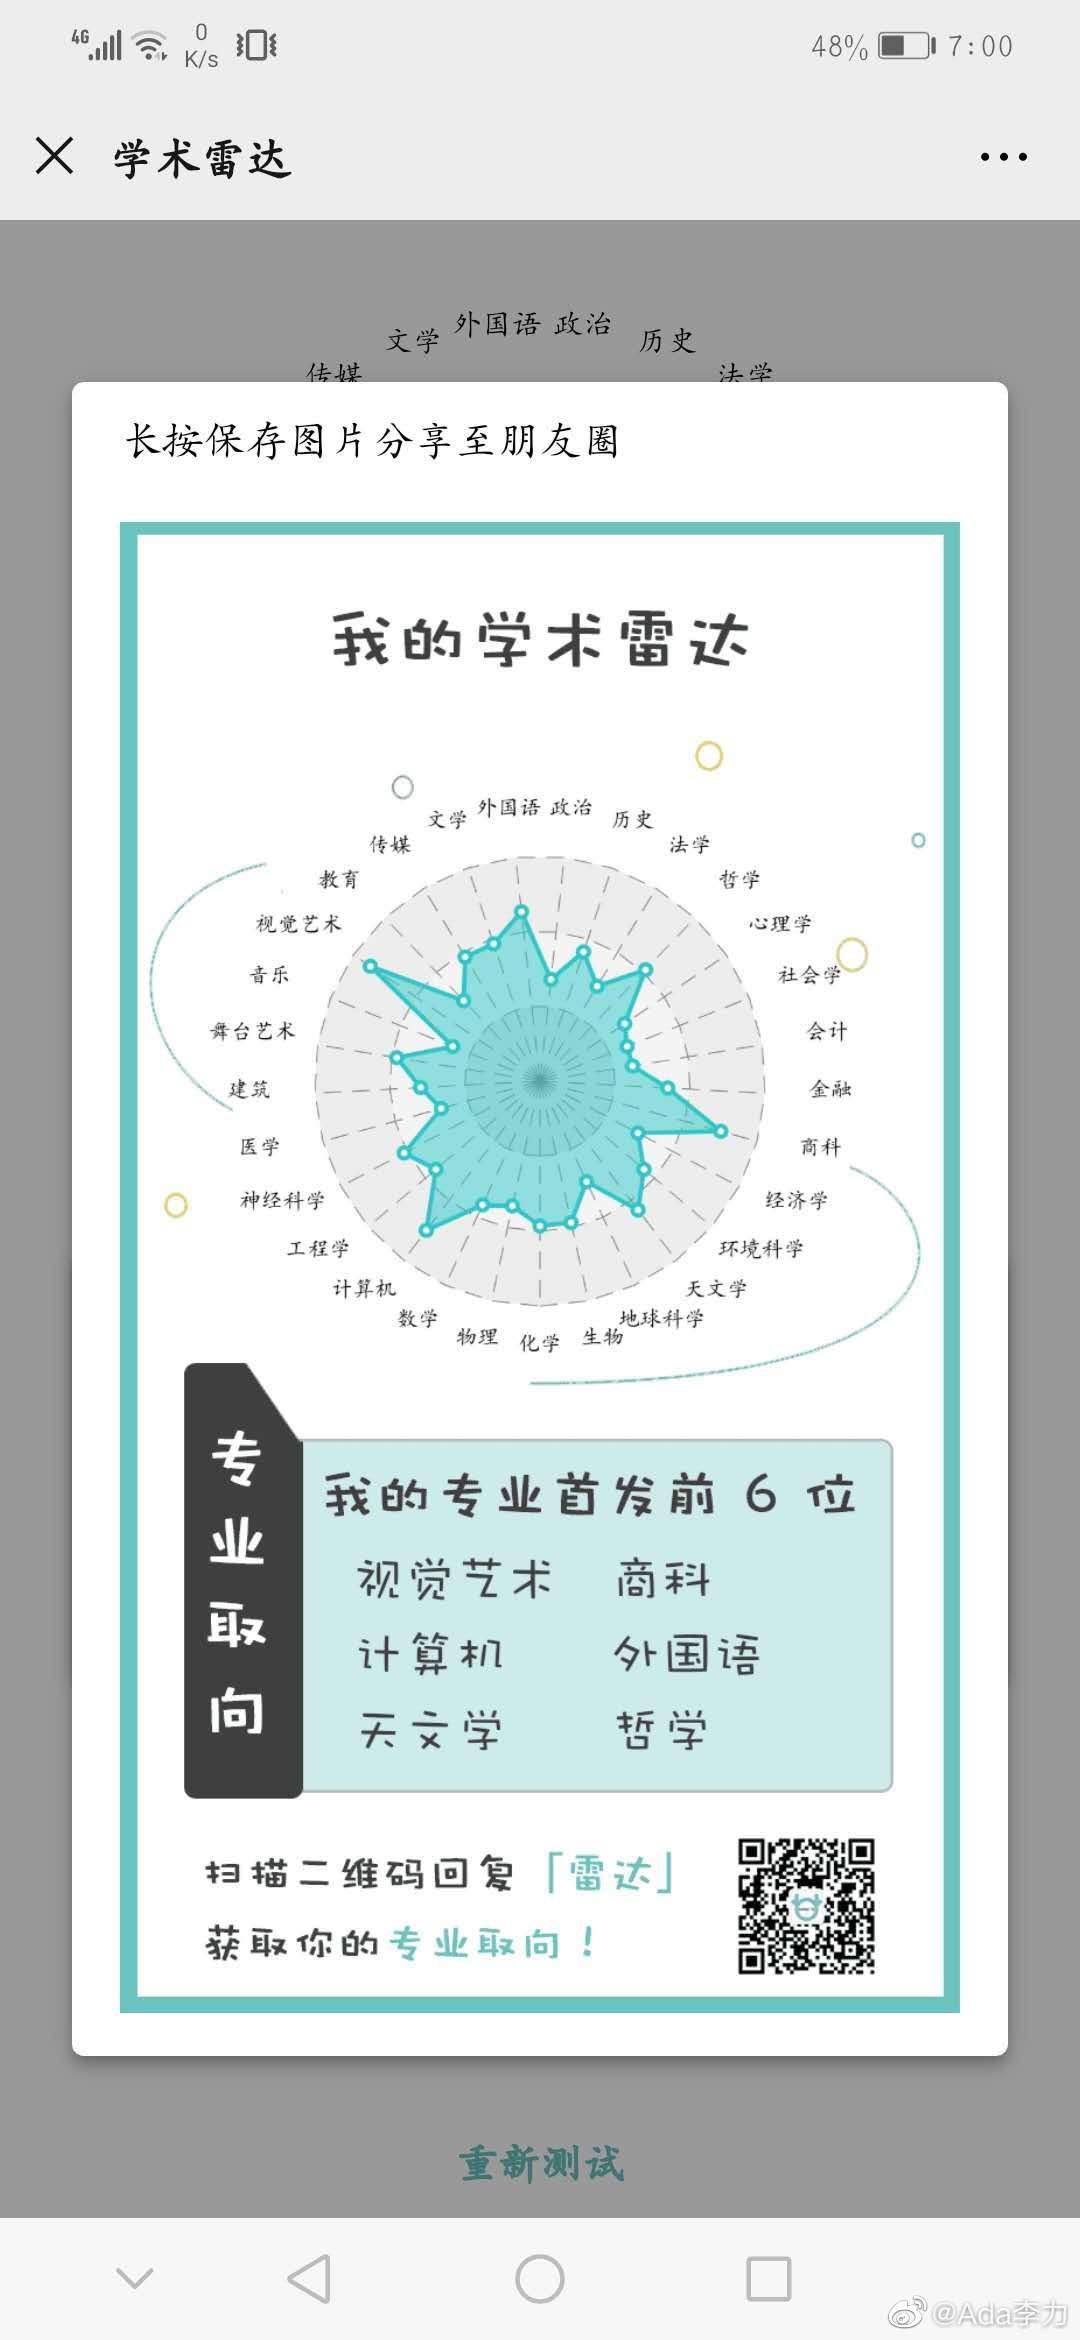 4G 0 K/s 48% 7:00
学术雷达
外国语 政治
文学 历史
传媒 法学
长按保存图片分享至朋友圈
我的学术雷达
外国语 政治
文学 历史
传媒 法学
教育 哲学
视觉艺术 心理学
音乐 社会学
舞台艺术 会计
建筑 金融
医学 商科
神经科学 经济学
工程学 环境科学
计算机 天文学
数学 地球科学
物理 化学 生物
专业取向
我的专业首发前 6 位
视觉艺术 商科
计算机 外国语
天文学 哲学
扫描二维码回复「雷达」
获取你的专业取向！
重新测试
@Ada李力